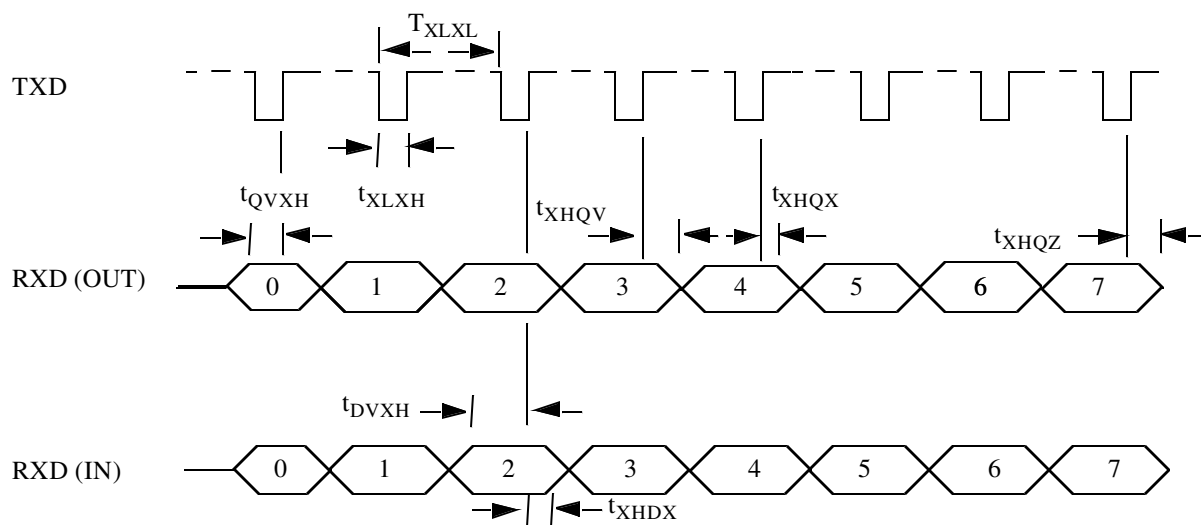 T_XLXL
TXD
t_QVXH
t_XLXH
t_XHQV
t_XHQX
t_XHQZ
RXD (OUT)
0 1 2 3 4 5 6 7
t_DVXH
RXD (IN)
0 1 2 3 4 5 6 7
t_XHDX